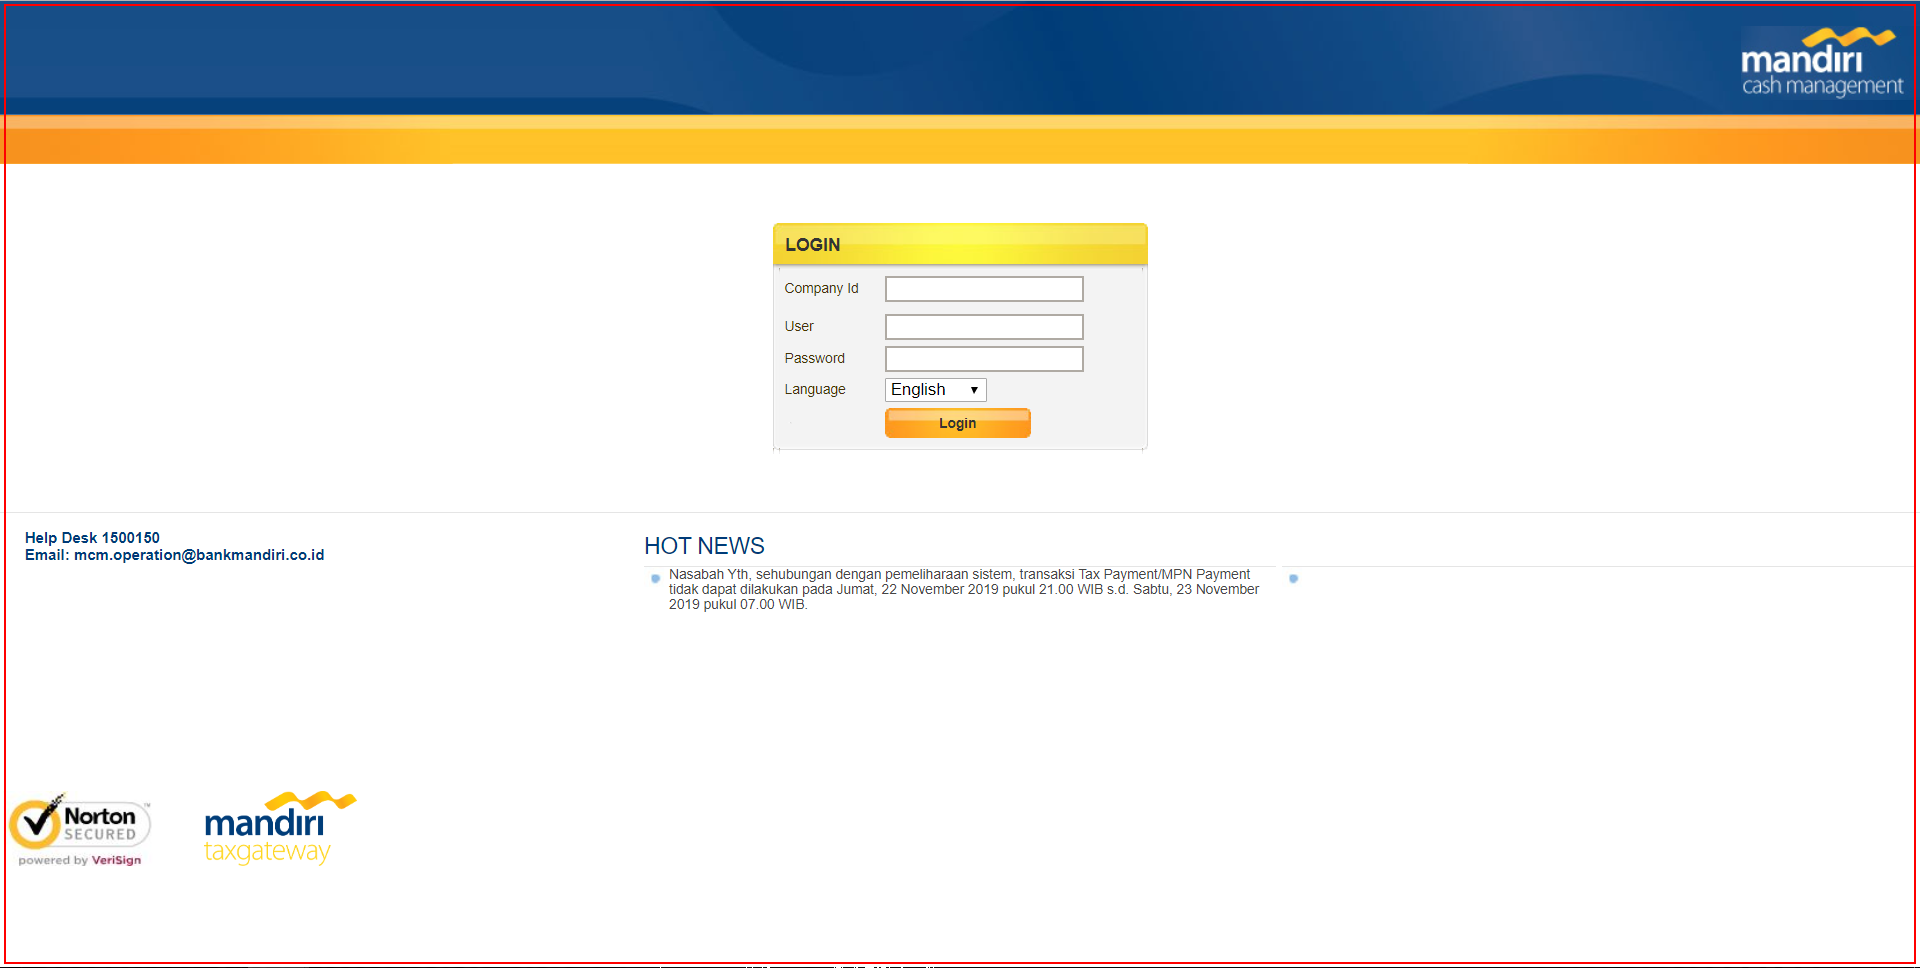 mandiri
cash management
LOGIN
Company Id
User
Password
Language
English
Login
Help Desk 1500150
Email: mcm.operation@bankmandiri.co.id
HOT NEWS
Nasabah Yth, sehubungan dengan pemeliharaan sistem, transaksi Tax Payment/MPN Payment
tidak dapat dilakukan pada Jumat, 22 November 2019 pukul 21.00 WIB s.d. Sabtu, 23 November
2019 pukul 07.00 WIB.
Norton
SECURED
powered by VeriSign
mandiri
taxgateway